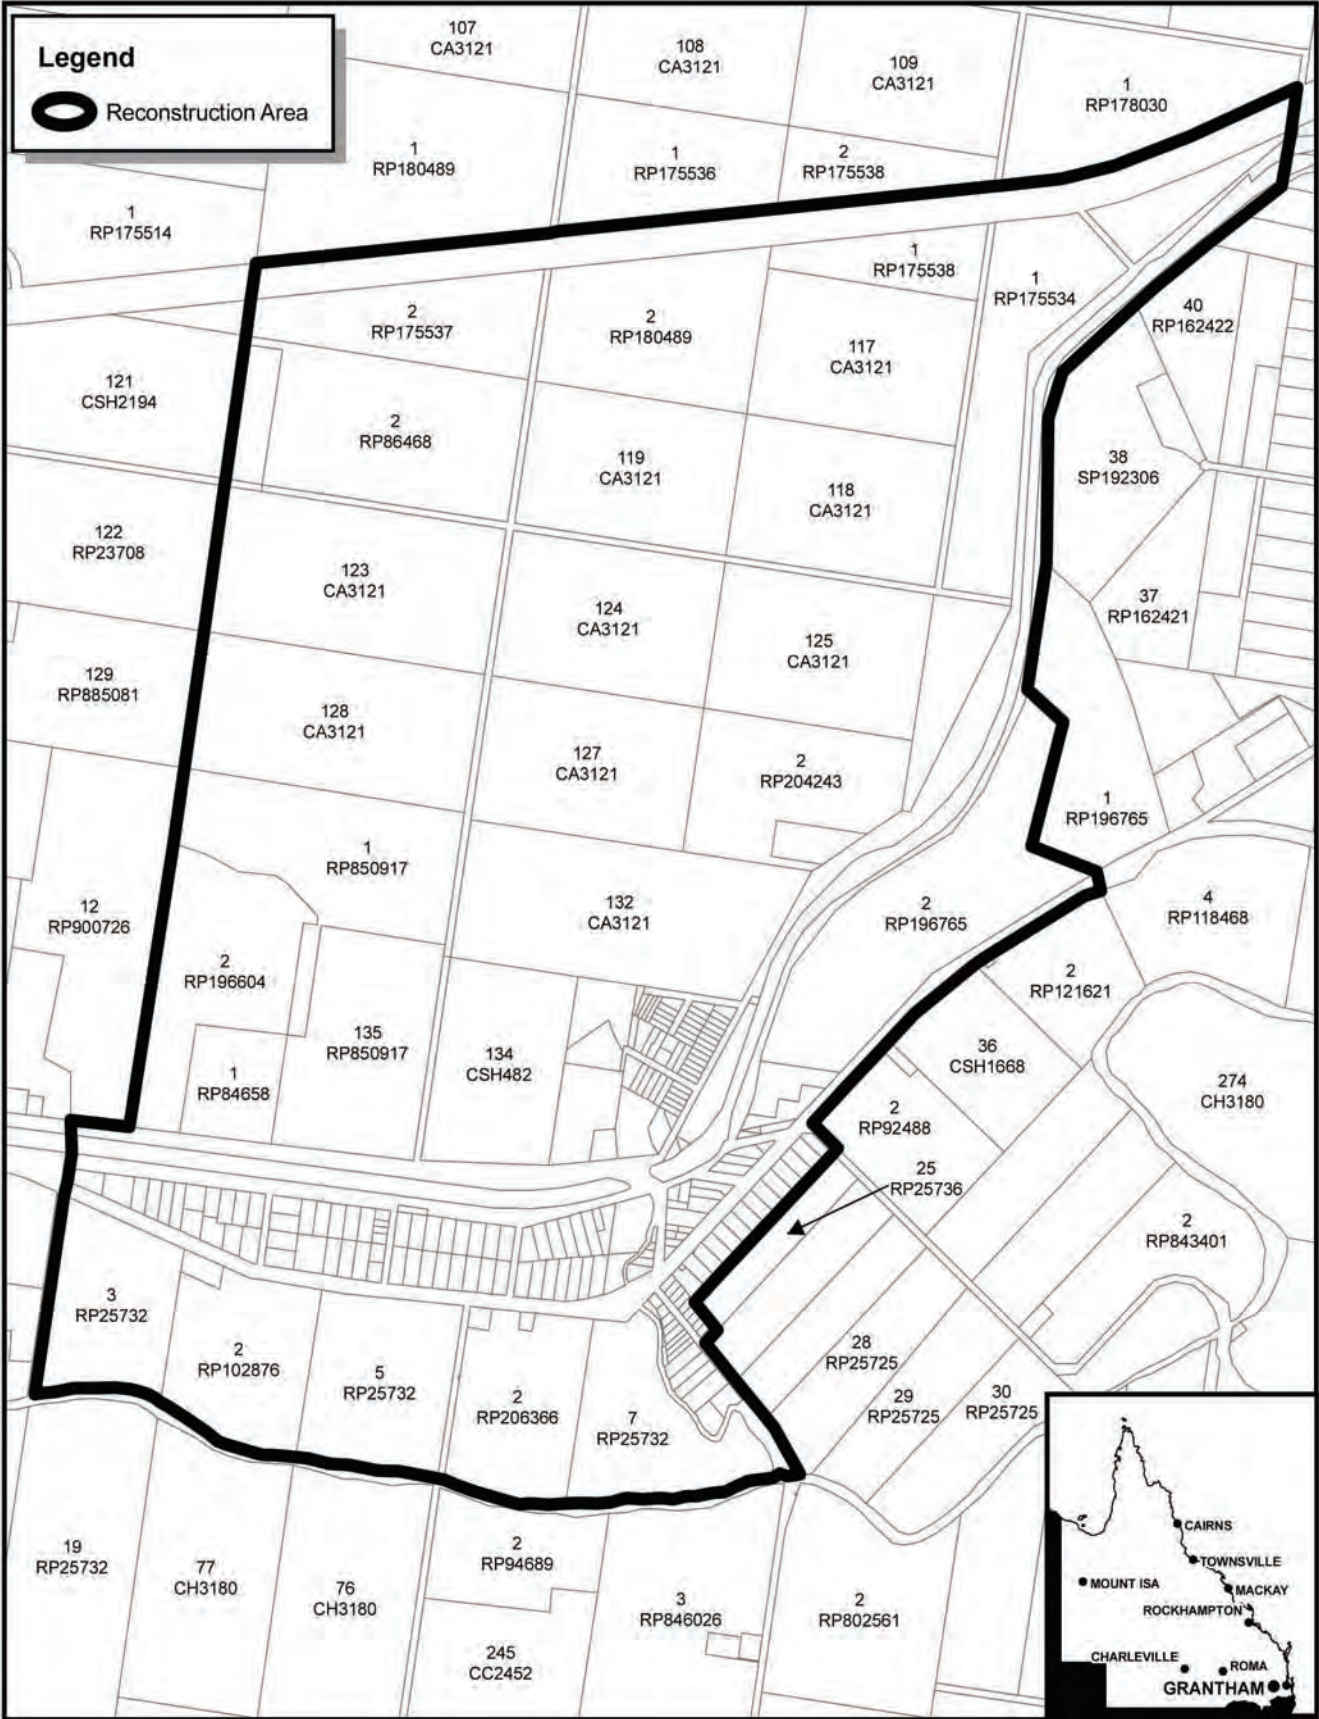 Legend
Reconstruction Area
107
CA3121
108
CA3121
109
CA3121
1
RP178030
1
RP180489
1
RP175536
2
RP175538
1
RP175514
1
RP175538
1
RP175534
40
RP162422
2
RP175537
2
RP180489
117
CA3121
121
CSH2194
2
RP86468
119
CA3121
118
CA3121
38
SP192306
122
RP23708
123
CA3121
124
CA3121
125
CA3121
37
RP162421
129
RP885081
128
CA3121
127
CA3121
2
RP204243
1
RP196765
1
RP850917
12
RP900726
132
CA3121
2
RP196765
4
RP118468
2
RP196604
2
RP121621
135
RP850917
134
CSH482
36
CSH1668
1
RP84658
274
CH3180
2
RP92488
25
RP25736
2
RP843401
3
RP25732
2
RP102876
5
RP25732
2
RP206366
7
RP25732
28
RP25725
29
RP25725
30
RP25725
19
RP25732
77
CH3180
76
CH3180
2
RP94689
3
RP846026
2
RP802561
245
CC2452
CAIRNS
TOWNSVILLE
MOUNT ISA
MACKAY
ROCKHAMPTON
CHARLEVILLE
ROMA
GRANTHAM